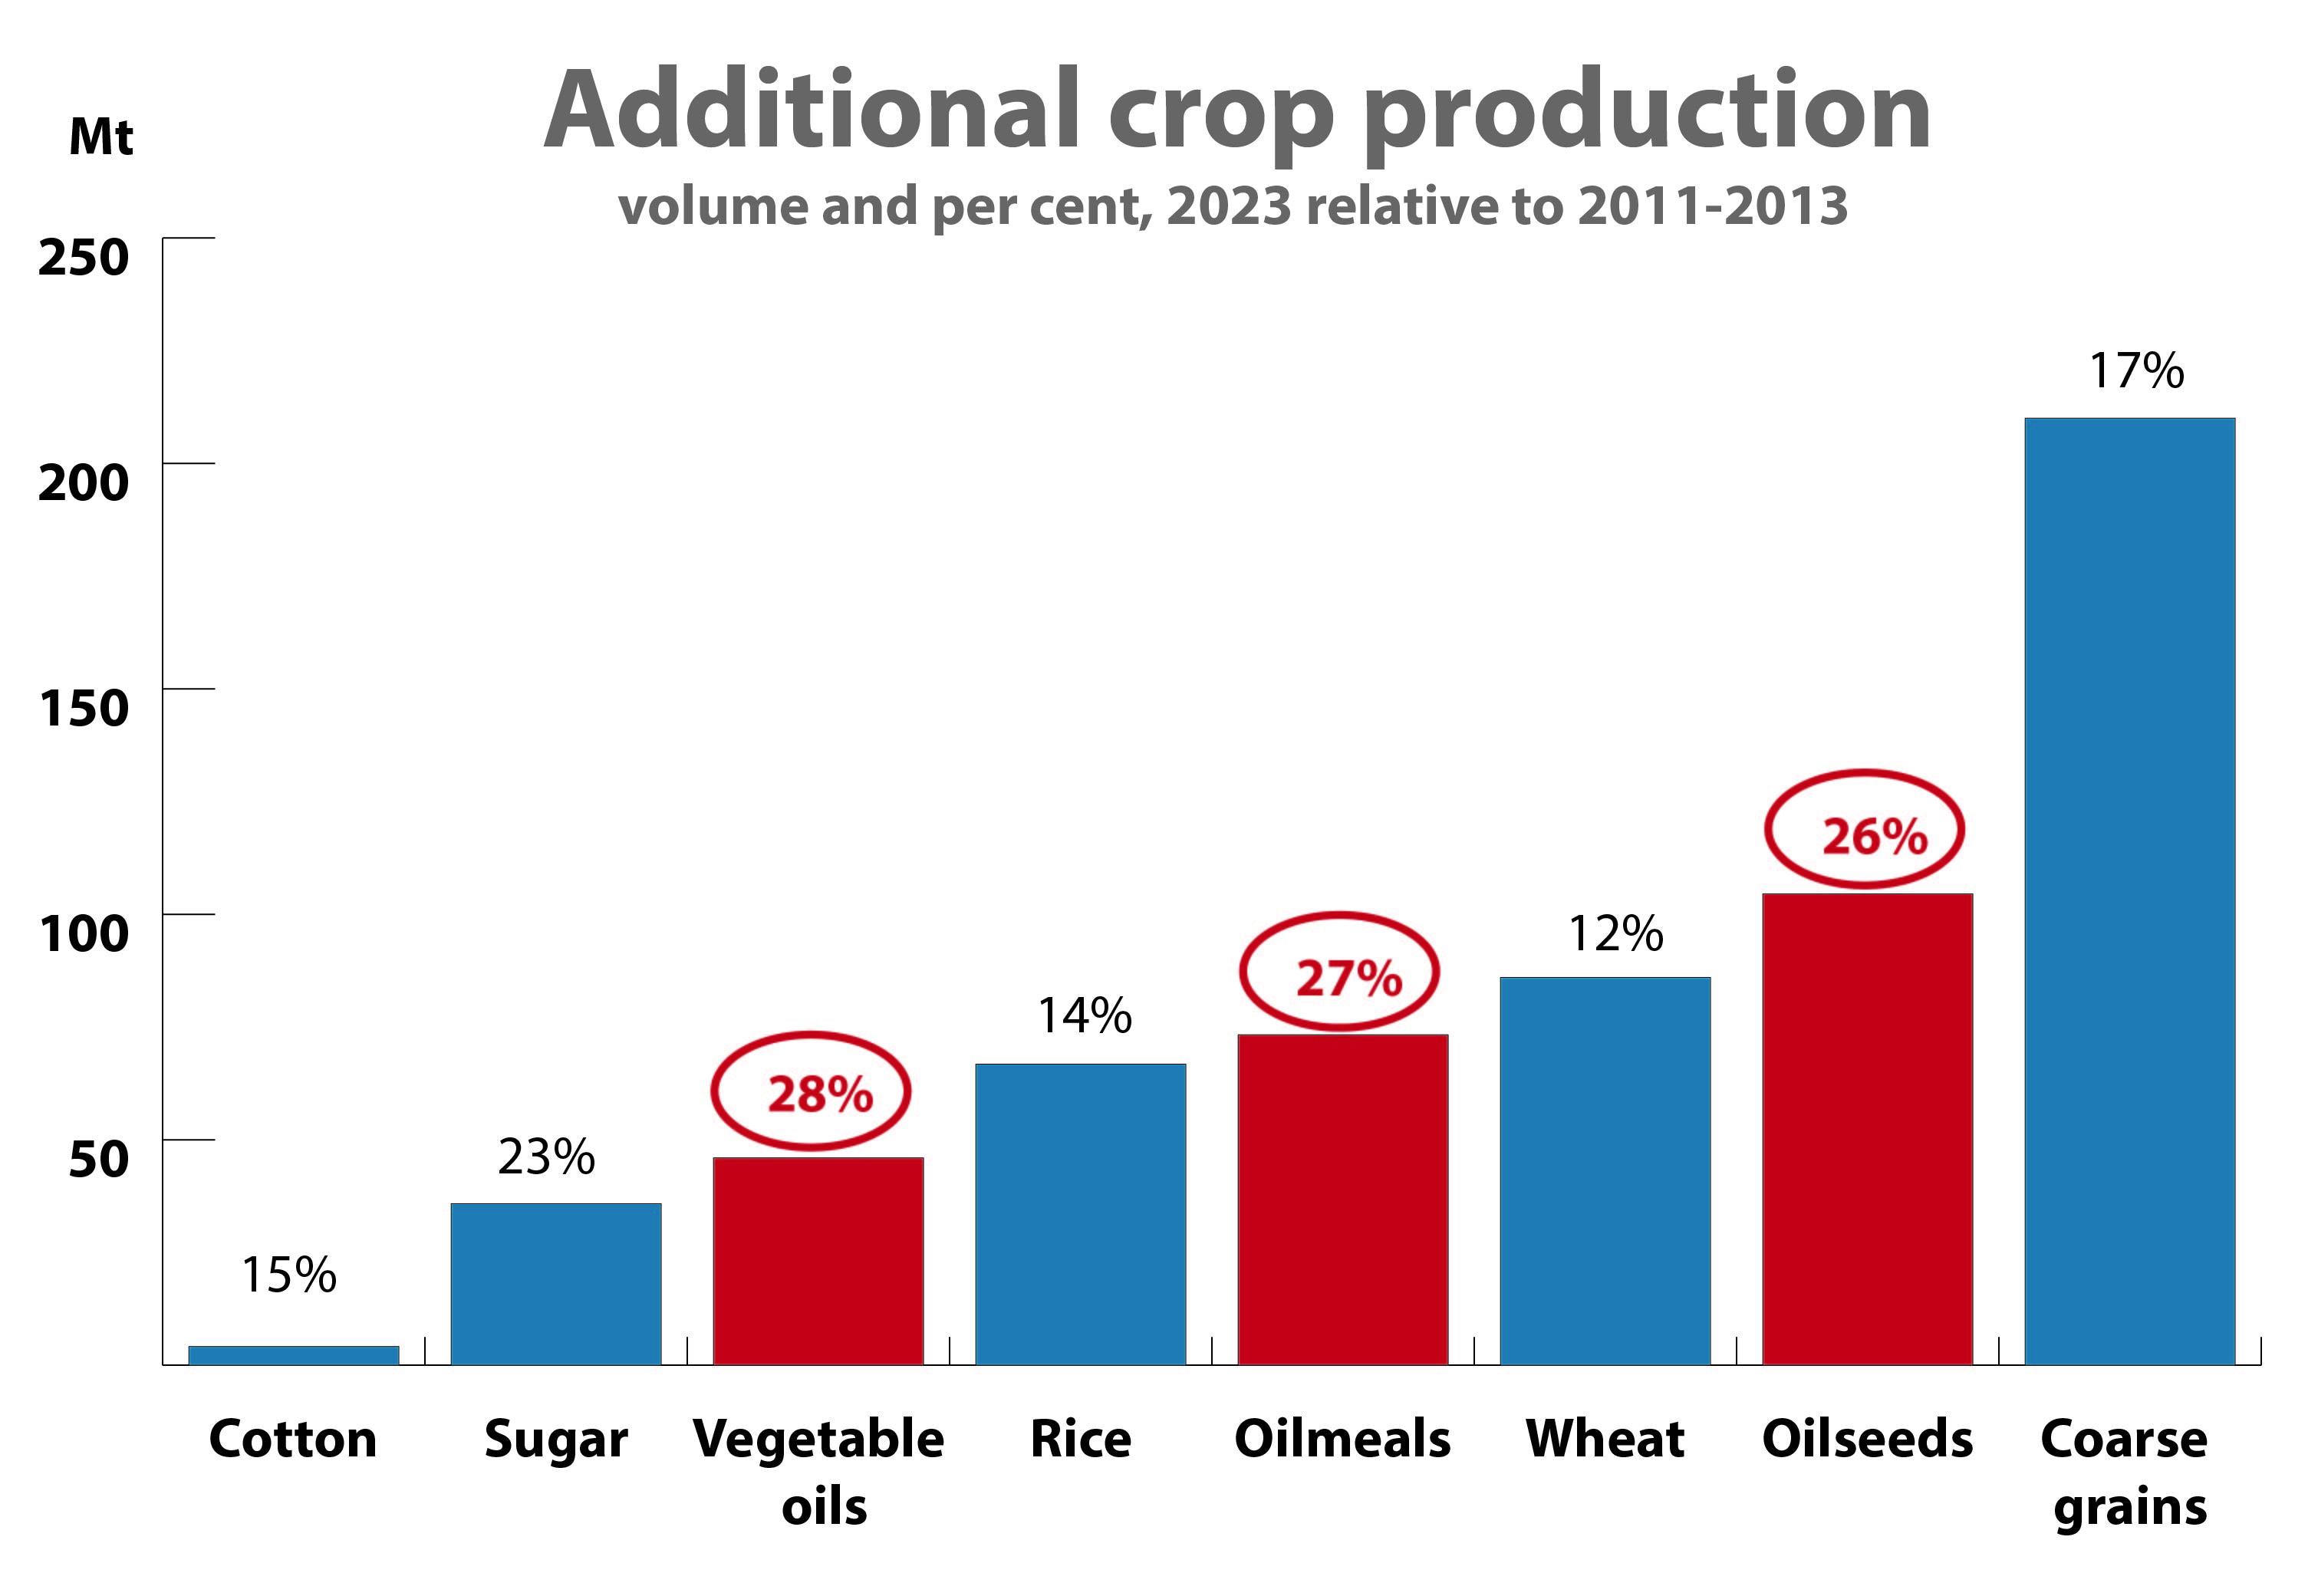 Additional crop production
volume and per cent, 2023 relative to 2011-2013
Mt
250
200
150
100
50
15%
23%
28%
14%
27%
12%
26%
17%
Cotton
Sugar
Vegetable
oils
Rice
Oilmeals
Wheat
Oilseeds
Coarse
grains